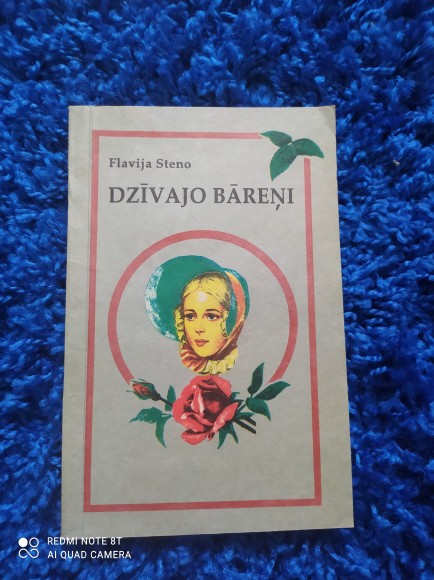 Flavija Steno
DZĪVAJO BĀREŅI
REDMI NOTE 8T
AI QUAD CAMERA